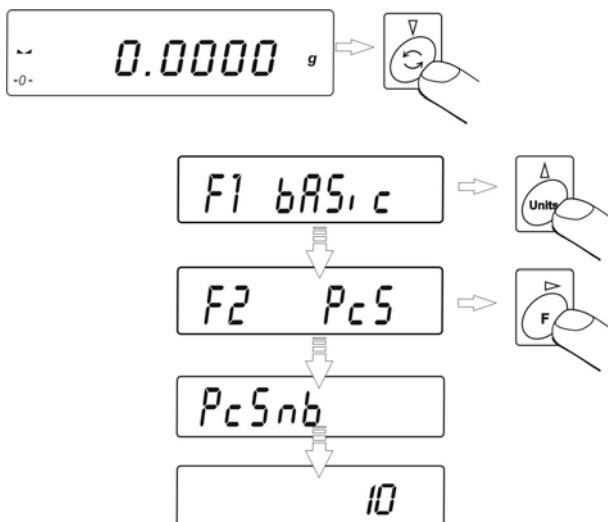 -0- 0.0000 g
F1 bASic
Units
F2 PcS
F
PcSnb
10